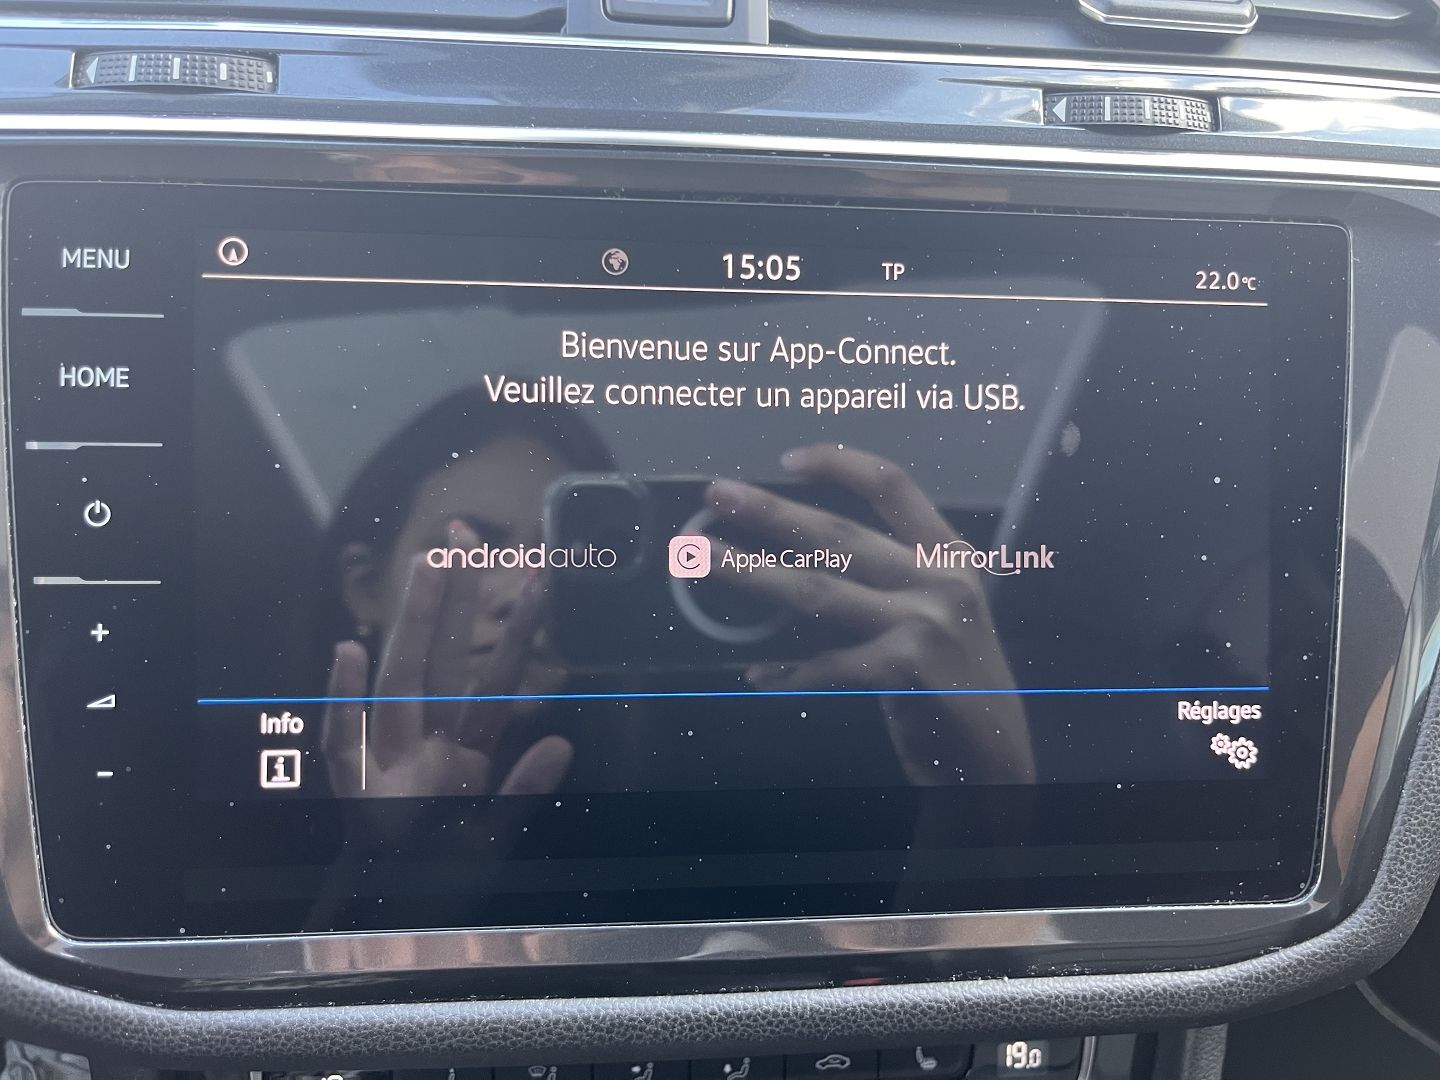 MENU
HOME
15:05
TP
22.0°C
Bienvenue sur App-Connect.
Veuillez connecter un appareil via USB.
androidauto
Apple CarPlay
MirrorLink
Info
Réglages
19.0